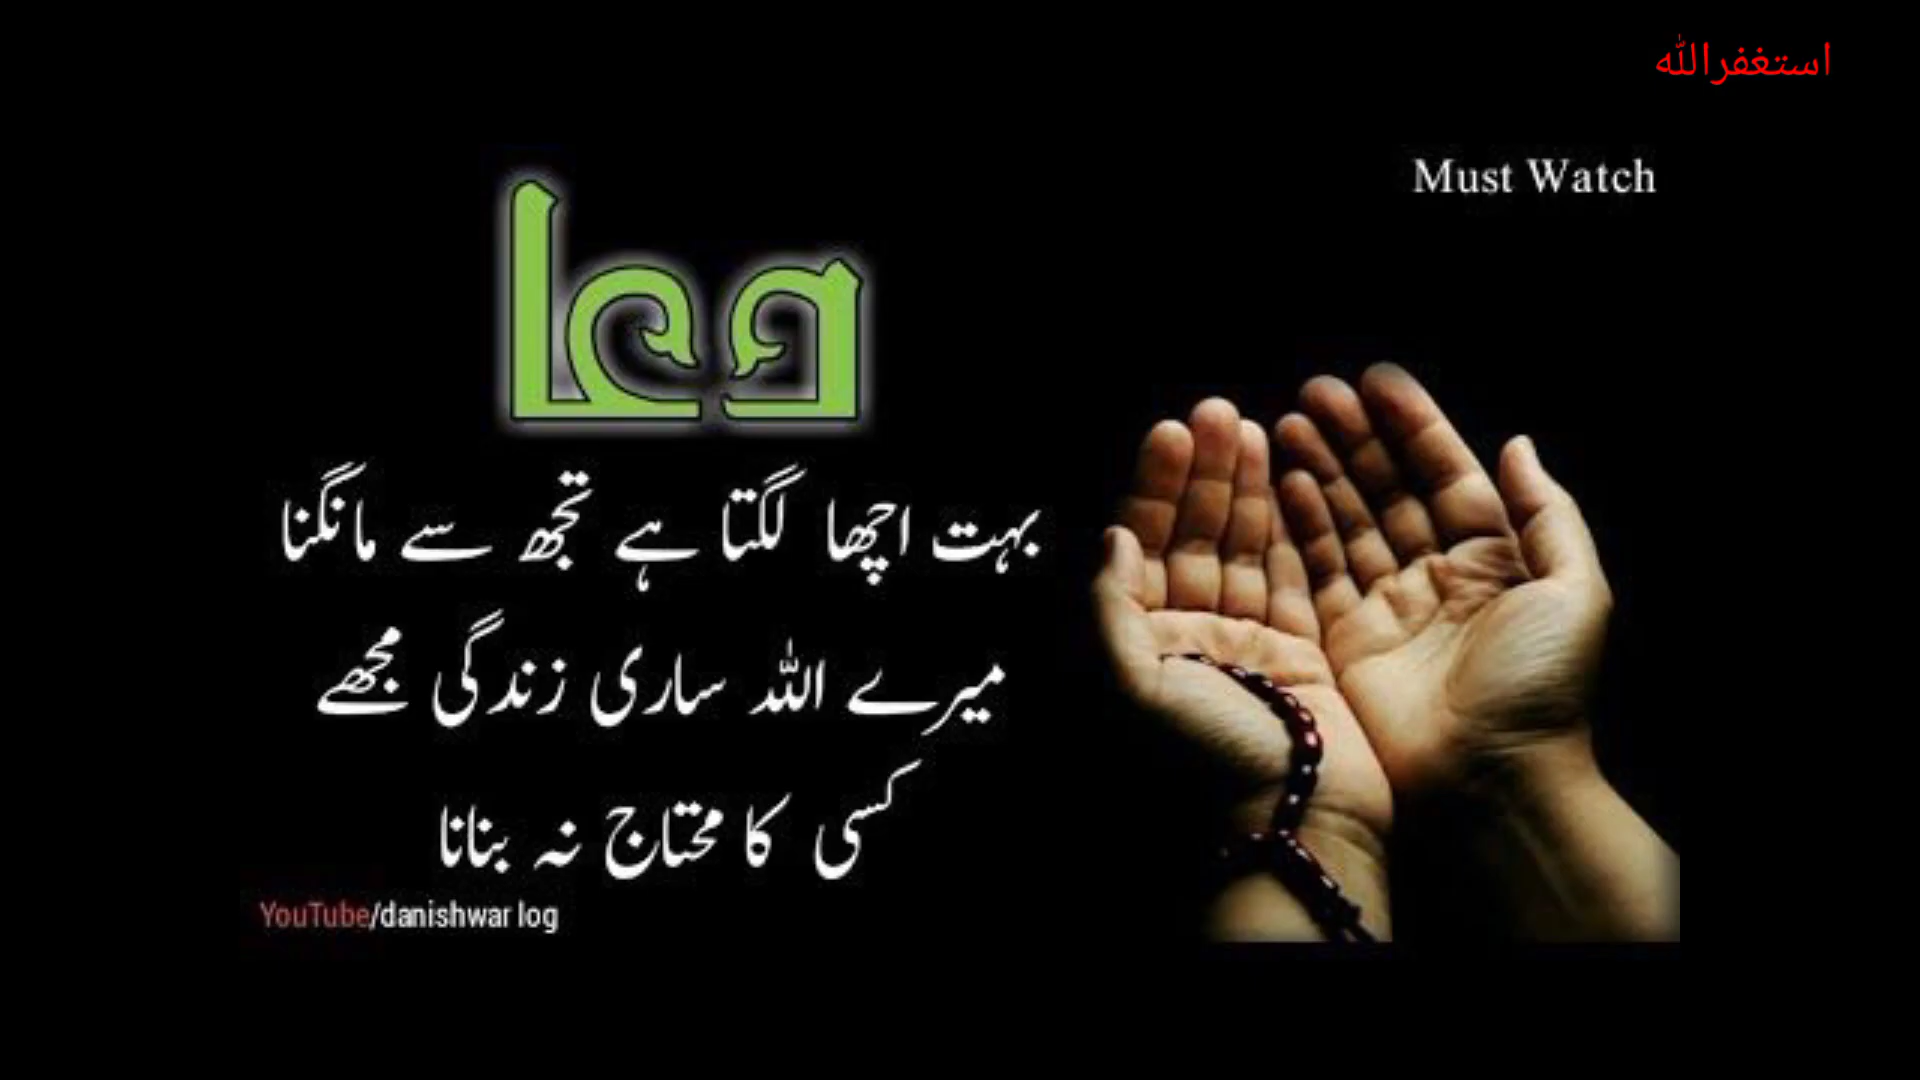 استغفراللہ
Must Watch
دعا
بہت اچھا لگتا ہے تجھ سے مانگنا
میرے اللہ ساری زندگی مجھے
کسی کا محتاج نہ بنانا
YouTube/danishwar log